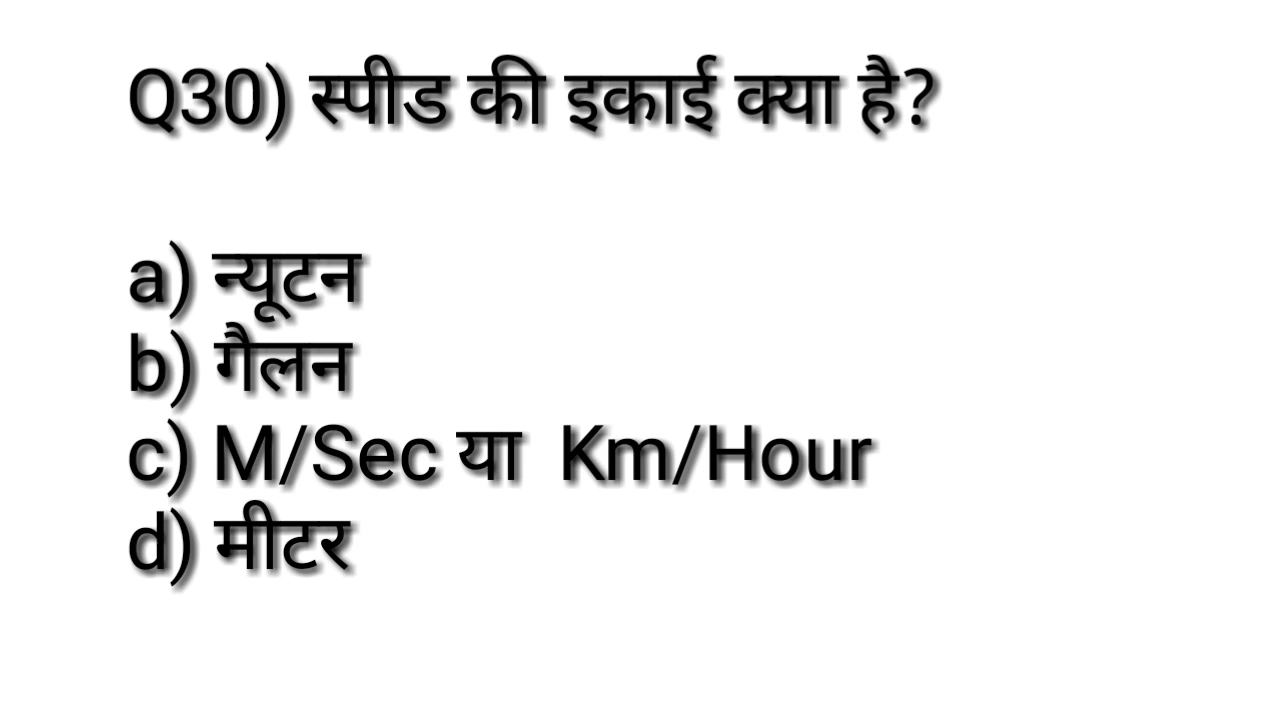 Q30) स्पीड की इकाई क्या है?
a) न्यूटन
b) गैलन
c) M/Sec या Km/Hour
d) मीटर